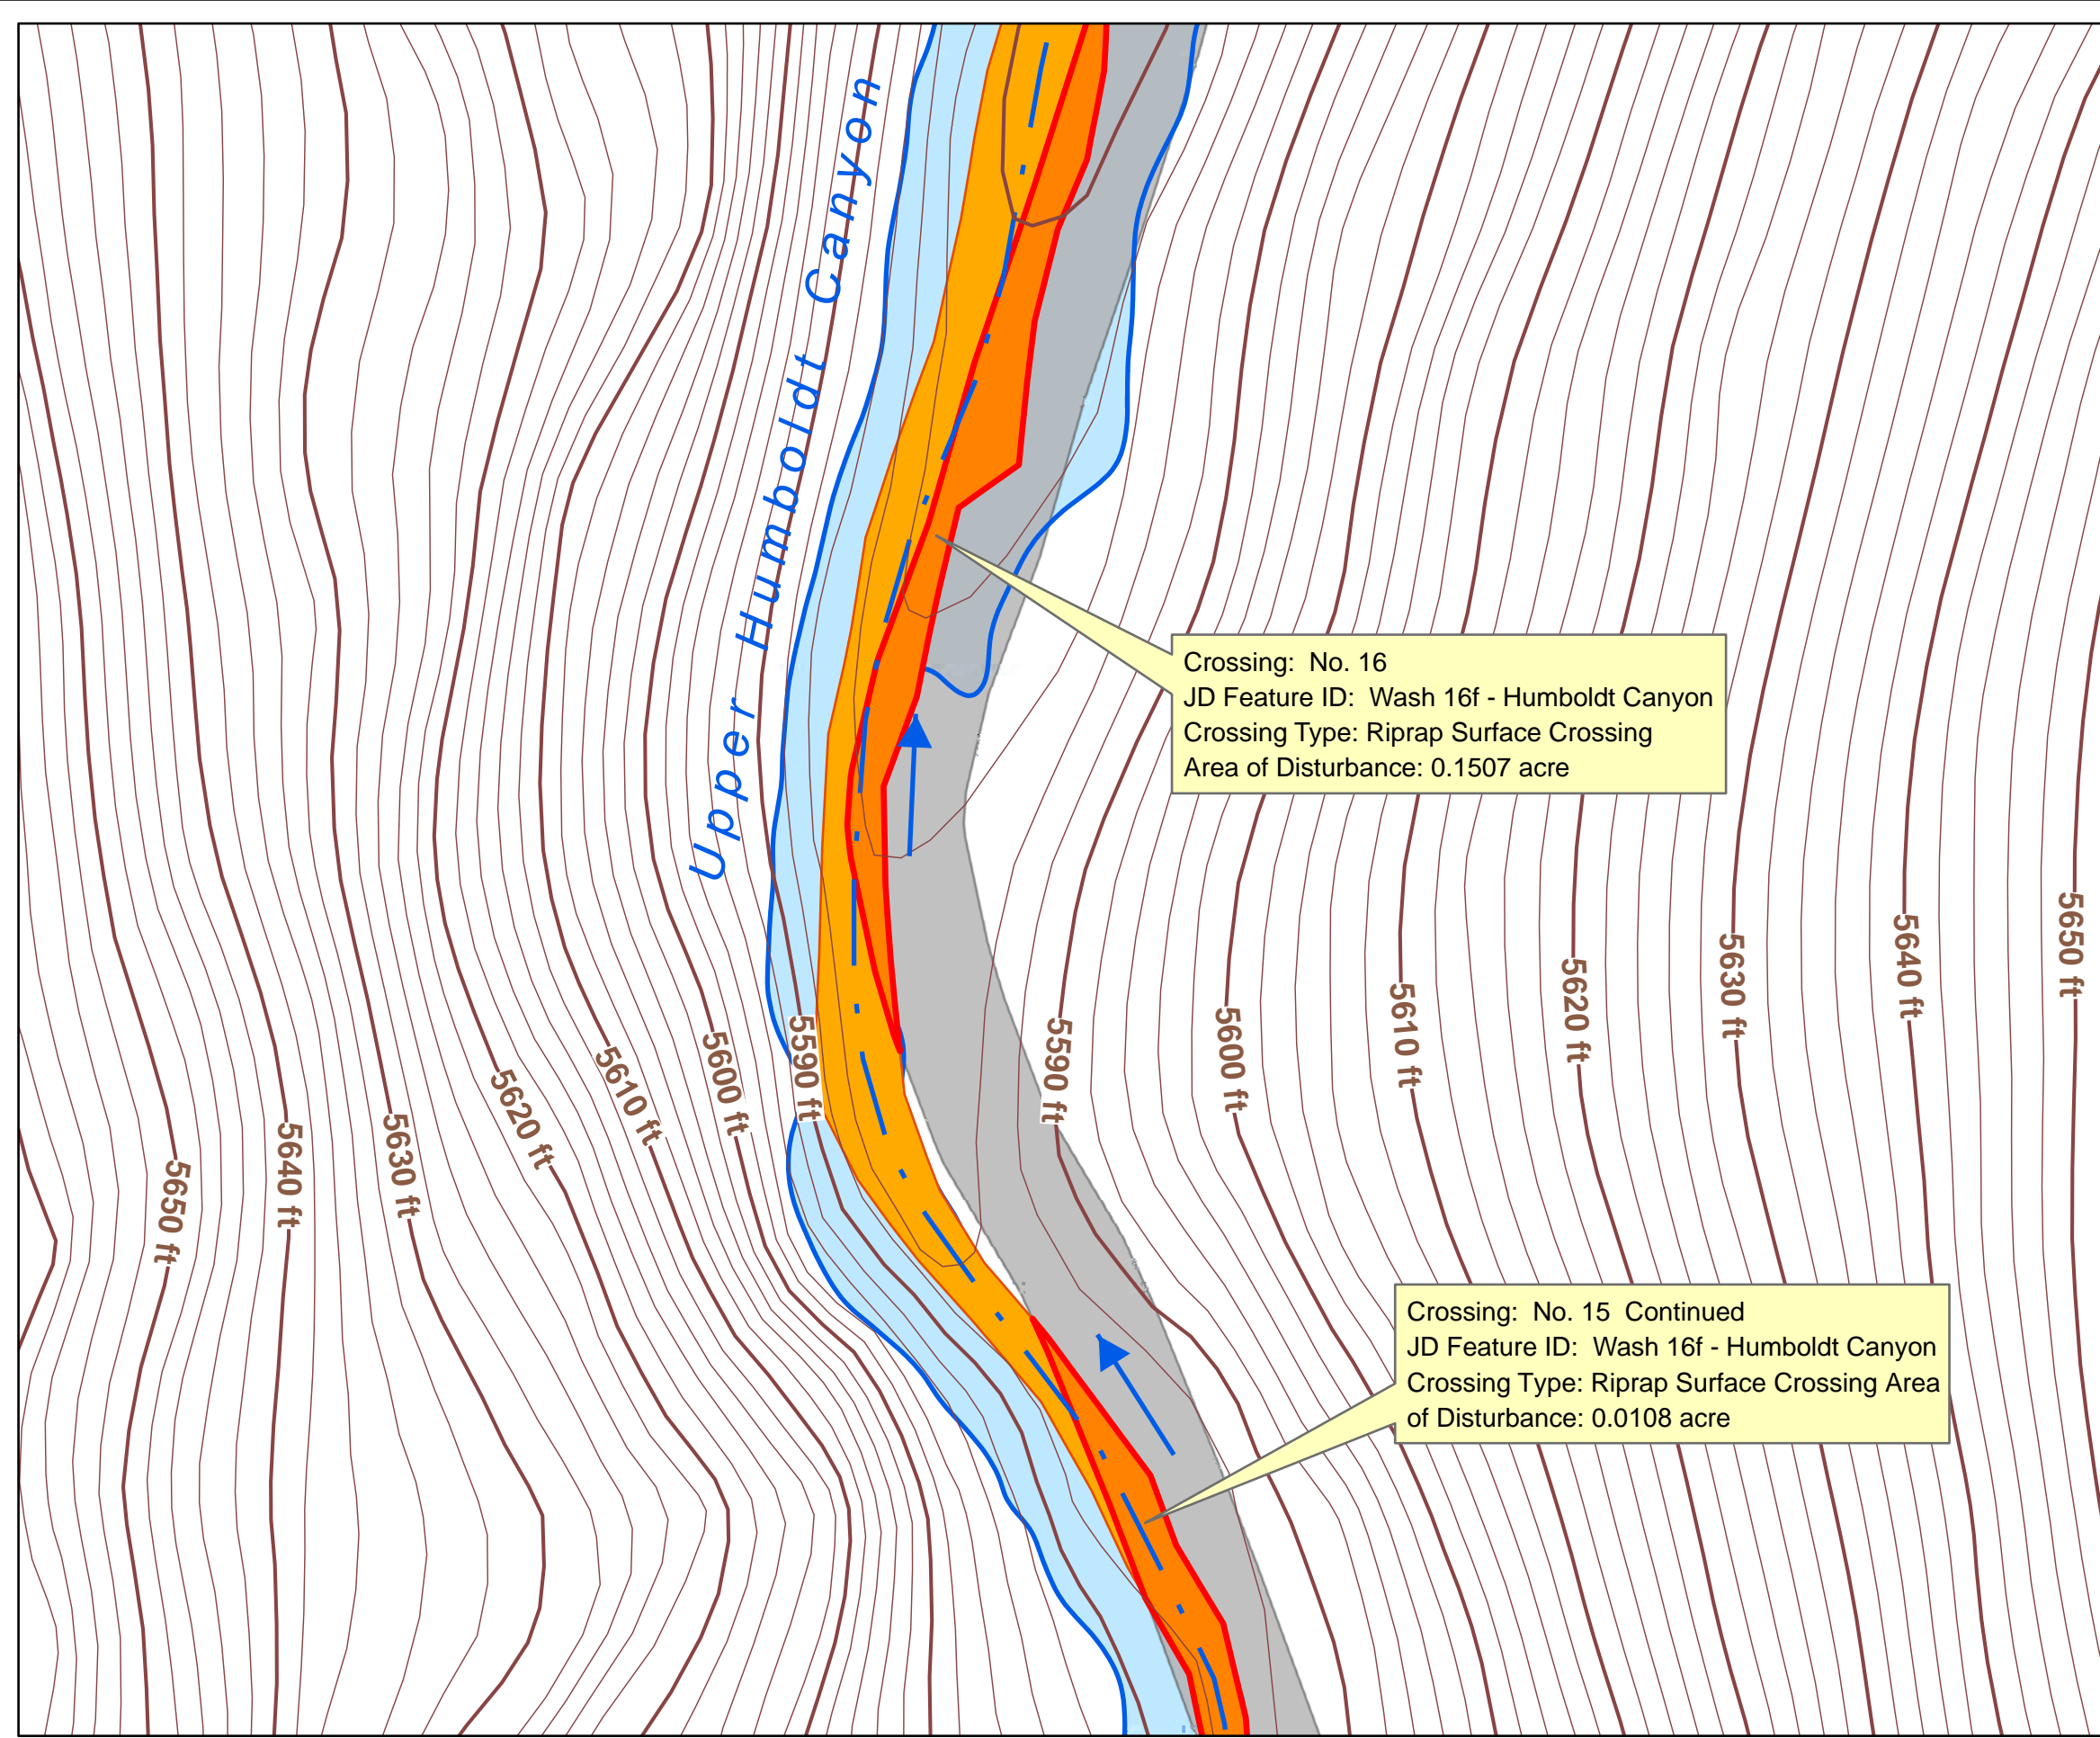 Upper Humboldt Canyon
Crossing: No. 16
JD Feature ID: Wash 16f - Humboldt Canyon
Crossing Type: Riprap Surface Crossing
Area of Disturbance: 0.1507 acre
5650 ft
5640 ft
5630 ft
5620 ft
5610 ft
5600 ft
5590 ft
5590 ft
5600 ft
5610 ft
5620 ft
5630 ft
5640 ft
5650 ft
Crossing: No. 15 Continued
JD Feature ID: Wash 16f - Humboldt Canyon
Crossing Type: Riprap Surface Crossing Area
of Disturbance: 0.0108 acre